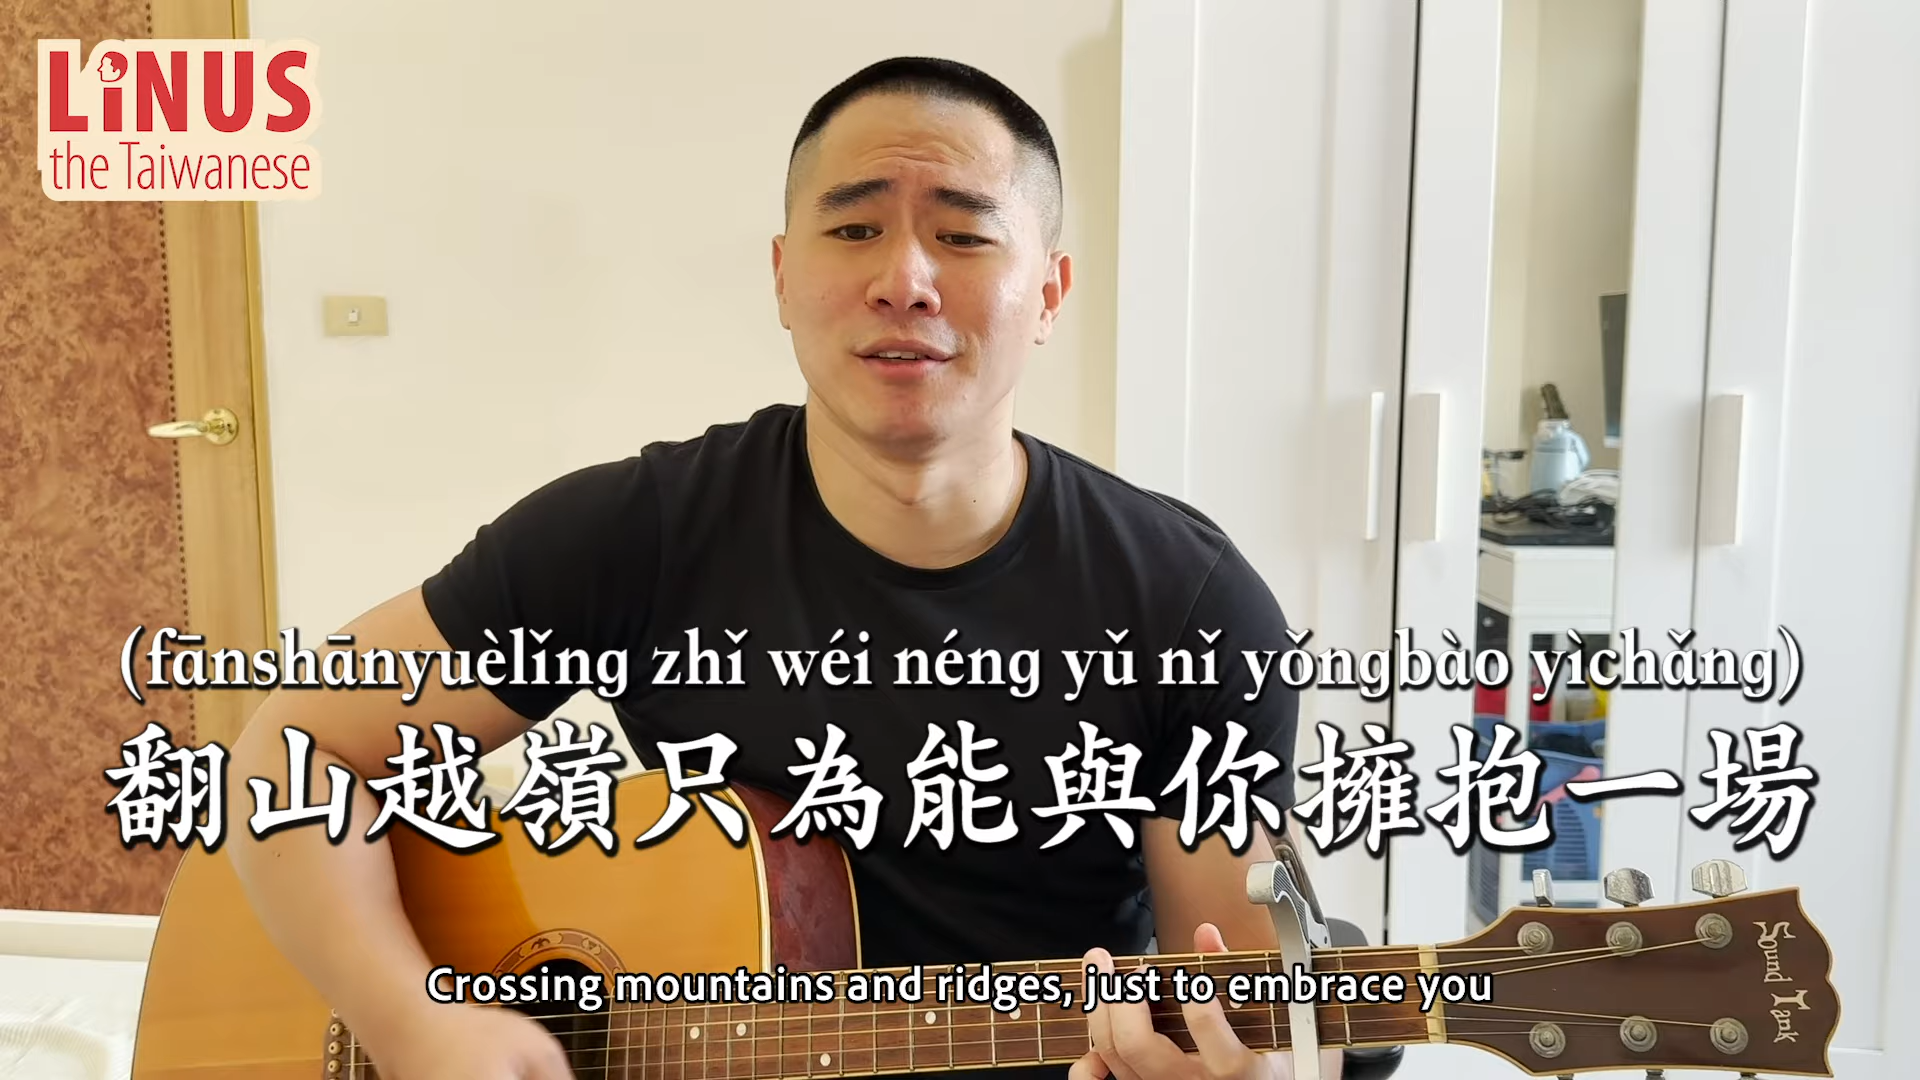 LiNUS
the Taiwanese
(fānshānyuèlǐng zhǐ wéi néng yǔ nǐ yǒngbào yìchǎng)
翻山越嶺只為能與你擁抱一場
Crossing mountains and ridges, just to embrace you
Sound Tank